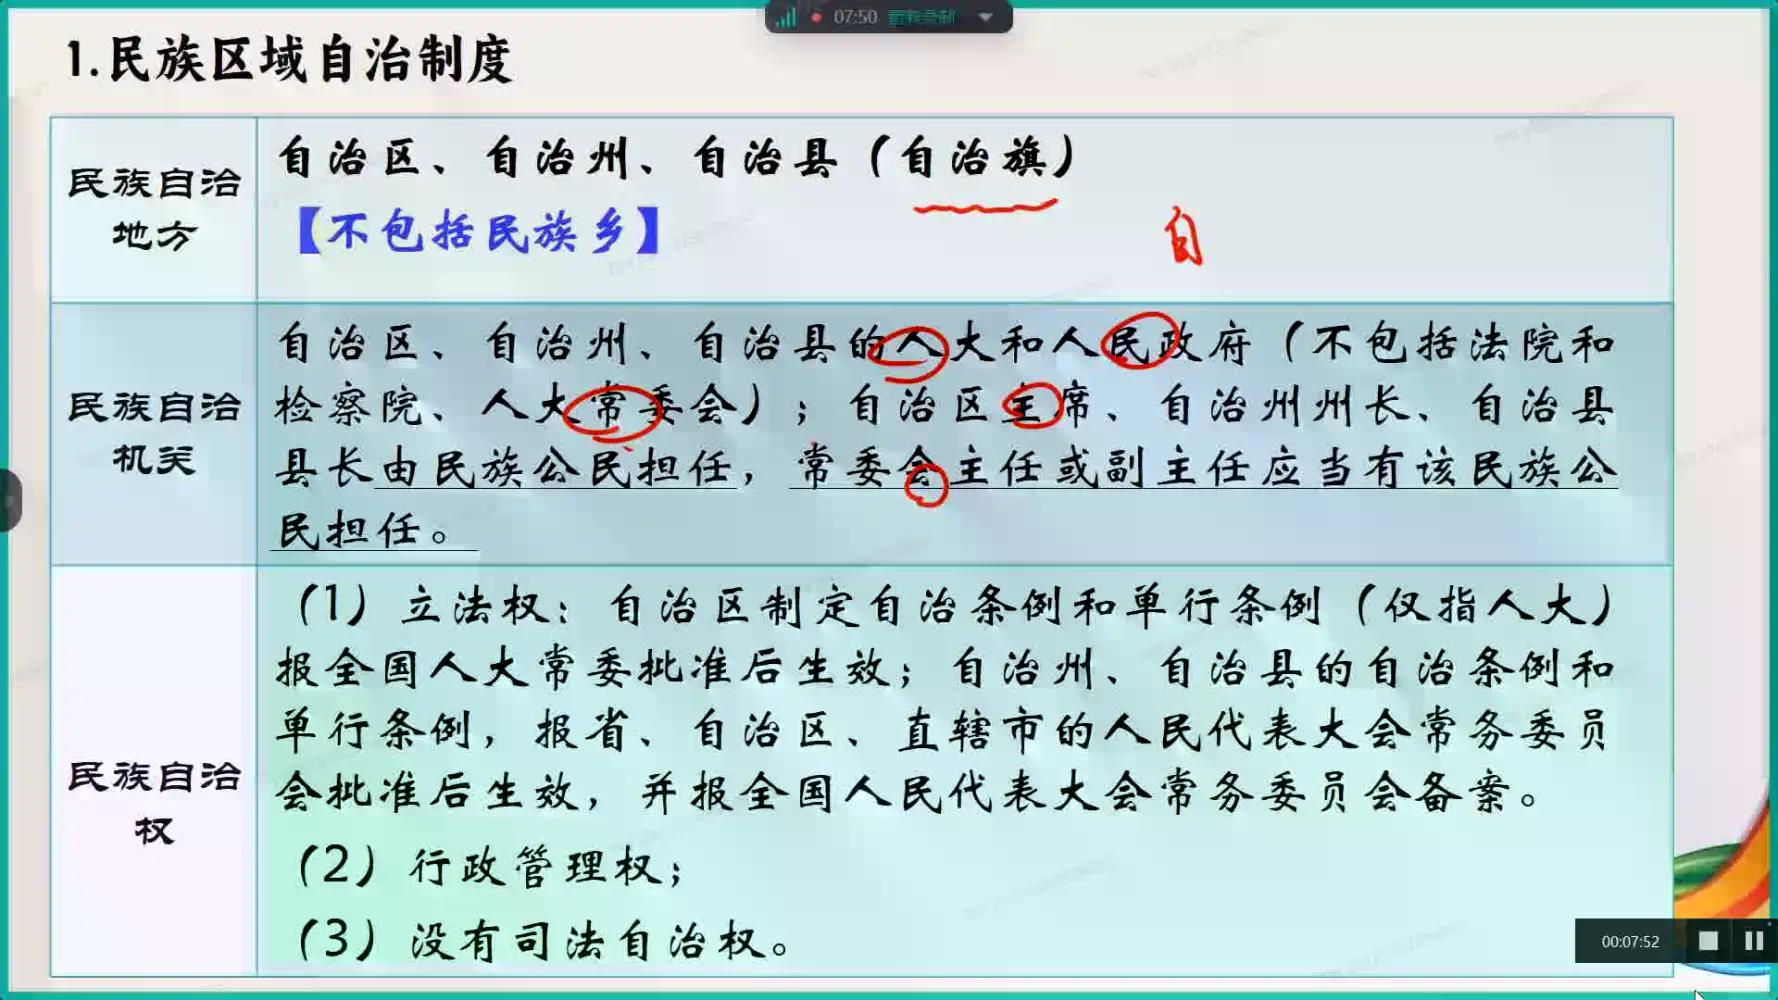 07:50
1.民族区域自治制度
民族自治
地方
自治区、自治州、自治县（自治旗）
【不包括民族乡】
自
民族自治
机关
自治区、自治州、自治县的人大和人民政府（不包括法院和
检察院、人大常委会）；自治区主席、自治州州长、自治县
县长由民族公民担任，常委会主任或副主任应当有该民族公
民担任。
民族自治
权
（1）立法权：自治区制定自治条例和单行条例（仅指人大）
报全国人大常委批准后生效；自治州、自治县的自治条例和
单行条例，报省、自治区、直辖市的人民代表大会常务委员
会批准后生效，并报全国人民代表大会常务委员会备案。
（2）行政管理权；
（3）没有司法自治权。
00:07:52